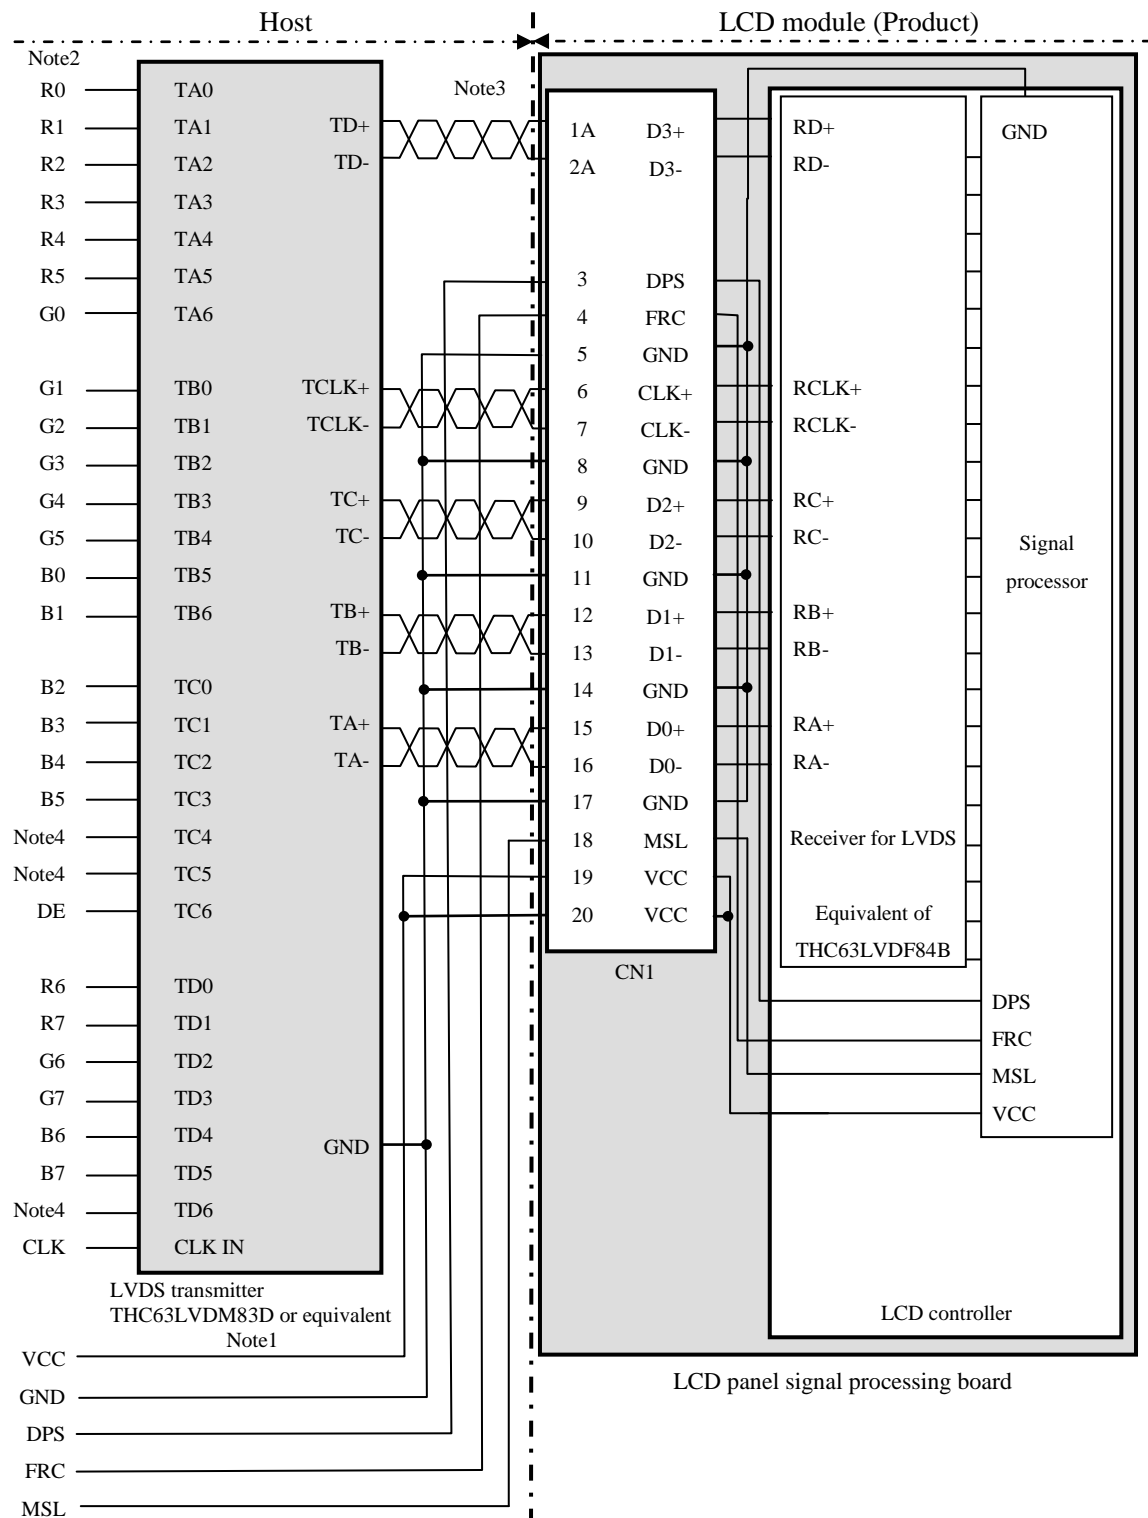 Host
LCD module (Product)
Note2
Note3
R0 TA0
R1 TA1 TD+ 1A D3+ RD+ GND
R2 TA2 TD- 2A D3- RD-
R3 TA3
R4 TA4
R5 TA5 3 DPS
G0 TA6 4 FRC
5 GND
G1 TB0 TCLK+ 6 CLK+ RCLK+
G2 TB1 TCLK- 7 CLK- RCLK-
G3 TB2 8 GND
G4 TB3 TC+ 9 D2+ RC+
G5 TB4 TC- 10 D2- RC- Signal
B0 TB5 11 GND processor
B1 TB6 TB+ 12 D1+ RB+
TB- 13 D1- RB-
B2 TC0 14 GND
B3 TC1 TA+ 15 D0+ RA+
B4 TC2 TA- 16 D0- RA-
B5 TC3 17 GND
Note4 TC4 18 MSL Receiver for LVDS
Note4 TC5 19 VCC
DE TC6 20 VCC Equivalent of
THC63LVDF84B
CN1
R6 TD0 DPS
R7 TD1
G6 TD2 FRC
G7 TD3 MSL
B6 TD4 GND VCC
B7 TD5
Note4 TD6
CLK CLK IN
LVDS transmitter
THC63LVDM83D or equivalent
Note1
LCD controller
VCC
LCD panel signal processing board
GND
DPS
FRC
MSL